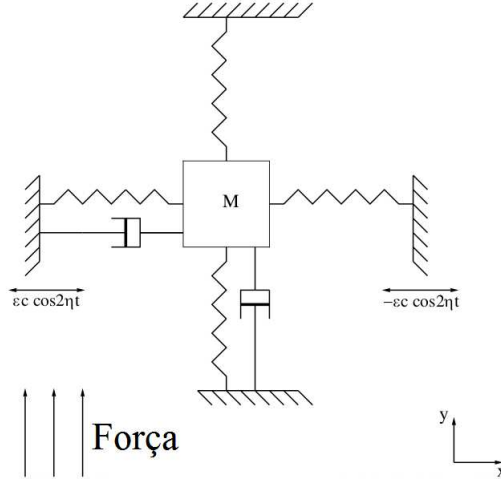 M
εc cos2ηt
−εc cos2ηt
Força
y
x